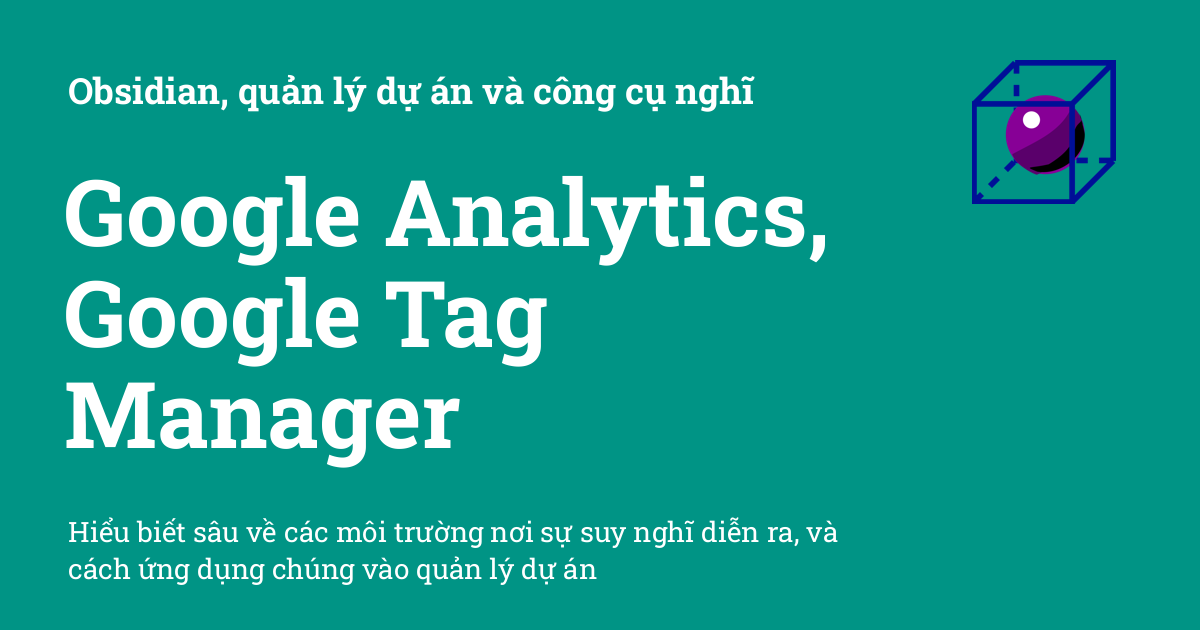 Obsidian, quản lý dự án và công cụ nghĩ
Google Analytics,
Google Tag
Manager
Hiểu biết sâu về các môi trường nơi sự suy nghĩ diễn ra, và
cách ứng dụng chúng vào quản lý dự án